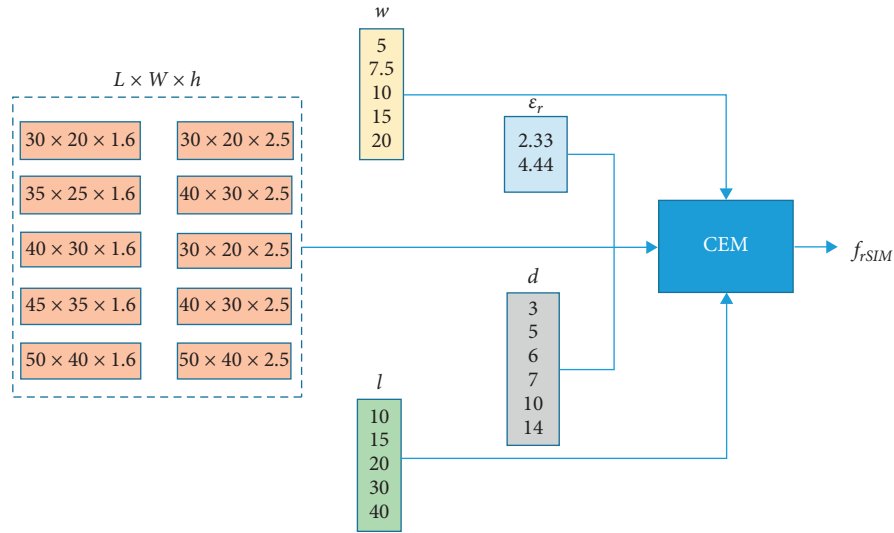 L × W × h
30 × 20 × 1.6
30 × 20 × 2.5
35 × 25 × 1.6
40 × 30 × 2.5
40 × 30 × 1.6
30 × 20 × 2.5
45 × 35 × 1.6
40 × 30 × 2.5
50 × 40 × 1.6
50 × 40 × 2.5
w
5
7.5
10
15
20
εr
2.33
4.44
d
3
5
6
7
10
14
l
10
15
20
30
40
CEM
frSIM